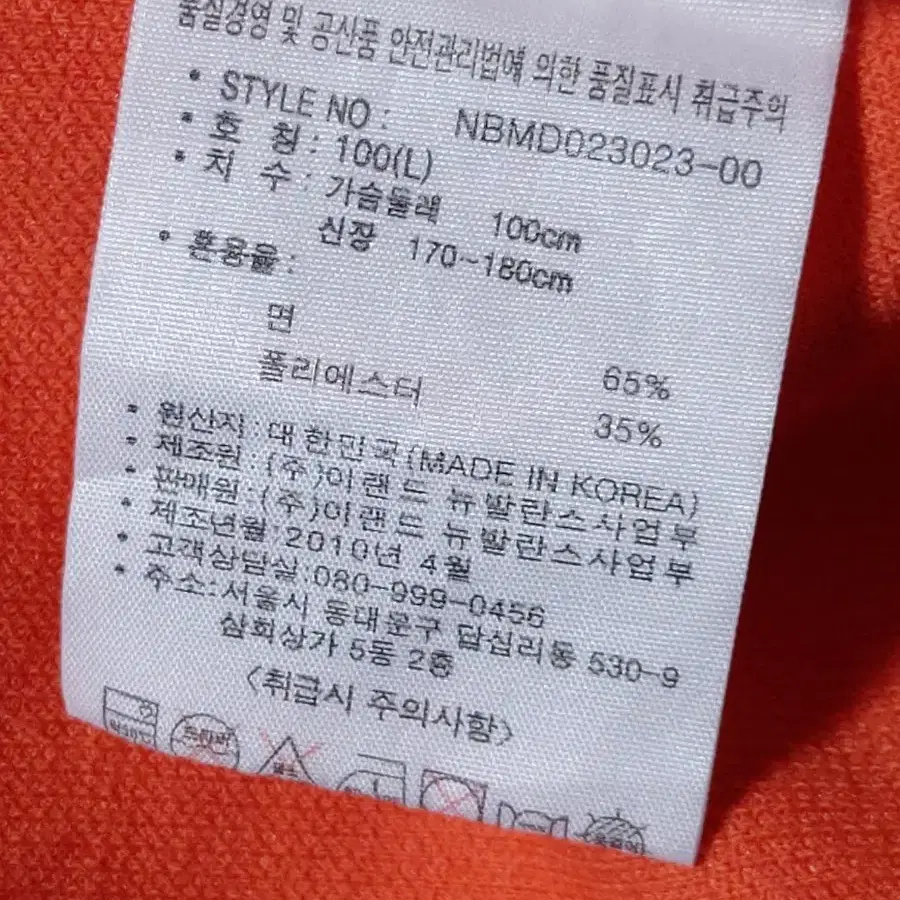 품질경영 및 공산품 안전관리법에 의한 품질표시 취급주의
• STYLE NO : NBMD023023-00
• 호 칭 : 100(L)
• 치 수 : 가슴둘레 100cm
신장 170~180cm
• 혼용율 :
면 65%
폴리에스터 35%
• 원산지 : 대한민국(MADE IN KOREA)
• 제조원 : (주)이랜드 뉴발란스사업부
• 판매원 : (주)이랜드 뉴발란스사업부
• 제조년월 : 2010년 4월
• 고객상담실 : 080-999-0456
• 주소 : 서울시 동대문구 답십리동 530-9
삼희상가 5동 2층
<취급시 주의사항>
드라이